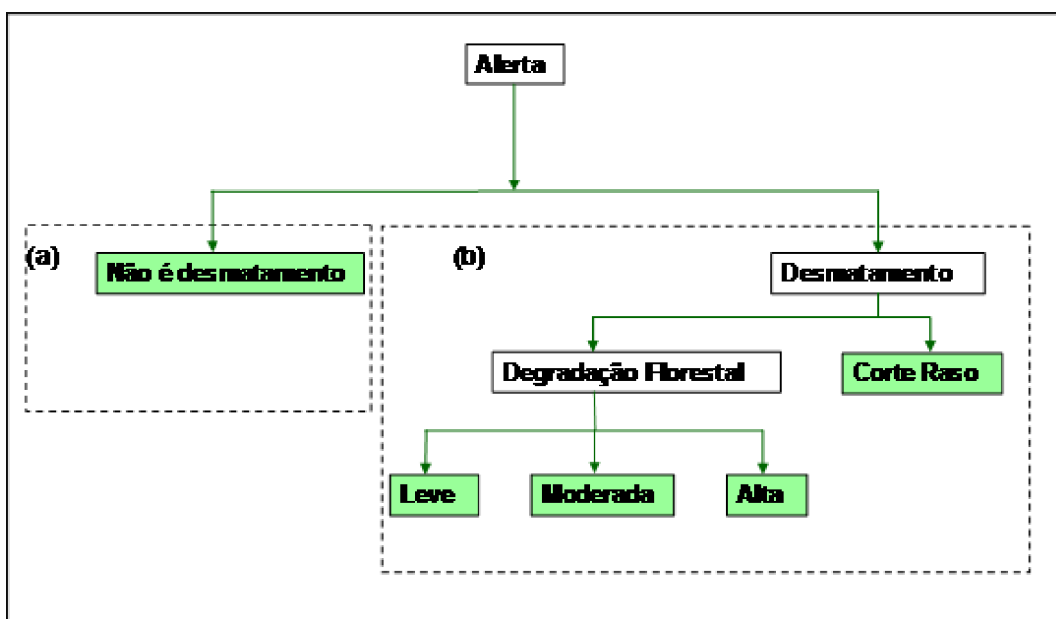 Alerta
(a)
Não é desmatamento
(b)
Desmatamento
Degradação Florestal
Corte Raso
Leve
Moderada
Alta